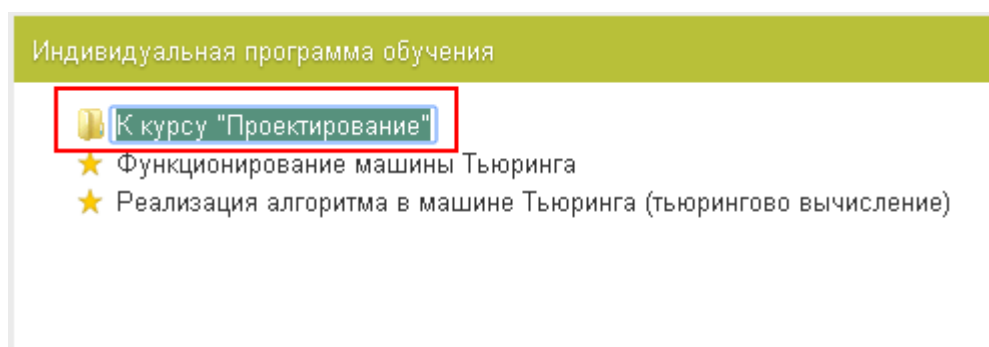 Индивидуальная программа обучения
К курсу "Проектирование"
Функционирование машины Тьюринга
Реализация алгоритма в машине Тьюринга (тьюрингово вычисление)